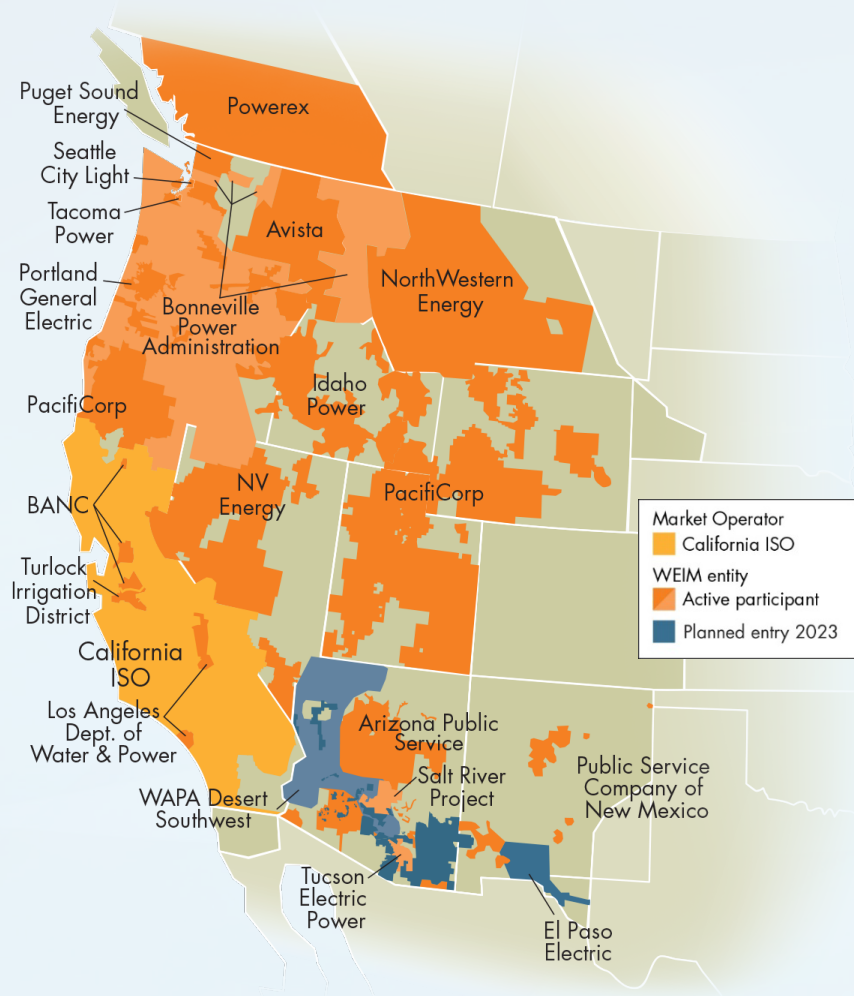 Powerex
Puget Sound
Energy
Seattle
City Light
Tacoma
Power
Avista
Portland
General
Electric
NorthWestern
Energy
Bonneville
Power
Administration
Idaho
Power
PacifiCorp
NV
Energy
PacifiCorp
BANC
Turlock
Irrigation
District
California
ISO
Los Angeles
Dept. of
Water & Power
Arizona Public
Service
Salt River
Project
Public Service
Company of
New Mexico
WAPA Desert
Southwest
Tucson
Electric
Power
El Paso
Electric
Market Operator
California ISO
WEIM entity
Active participant
Planned entry 2023